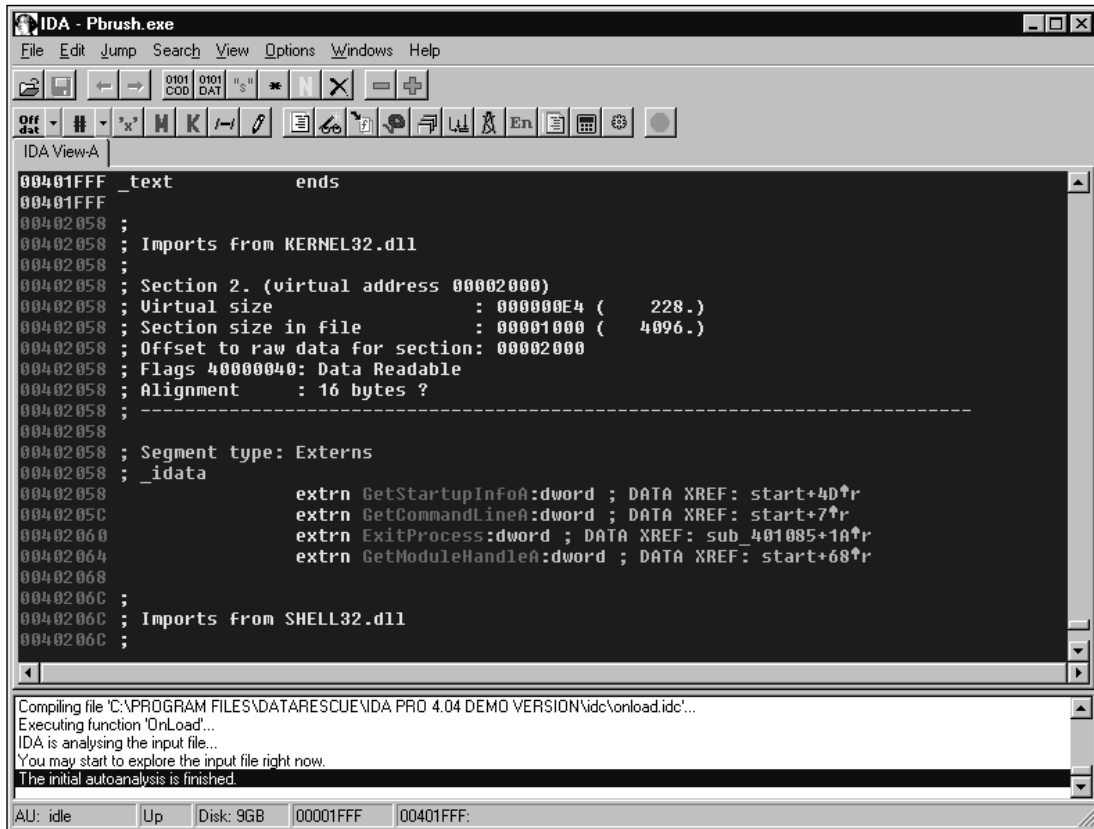 IDA - Pbrush.exe
File Edit Jump Search View Options Windows Help
0101 COD 0101 DAT "s" * N X
Off dat # 'x' M K /-/ En
IDA View-A
00401FFF _text ends
00401FFF
00402058 ;
00402058 ; Imports from KERNEL32.dll
00402058 ;
00402058 ; Section 2. (virtual address 00002000)
00402058 ; Virtual size : 000000E4 ( 228.)
00402058 ; Section size in file : 00001000 ( 4096.)
00402058 ; Offset to raw data for section: 00002000
00402058 ; Flags 40000040: Data Readable
00402058 ; Alignment : 16 bytes ?
00402058 ; ---------------------------------------------------------------------------
00402058
00402058 ; Segment type: Externs
00402058 ; _idata
00402058 extrn GetStartupInfoA:dword ; DATA XREF: start+4D↑r
0040205C extrn GetCommandLineA:dword ; DATA XREF: start+7↑r
00402060 extrn ExitProcess:dword ; DATA XREF: sub_401085+1A↑r
00402064 extrn GetModuleHandleA:dword ; DATA XREF: start+68↑r
00402068
0040206C ;
0040206C ; Imports from SHELL32.dll
0040206C ;
Compiling file 'C:\PROGRAM FILES\DATARESCUE\IDA PRO 4.04 DEMO VERSION\idc\onload.idc'...
Executing function 'OnLoad'...
IDA is analysing the input file...
You may start to explore the input file right now.
The initial autoanalysis is finished.
AU: idle Up Disk: 9GB 00001FFF 00401FFF: